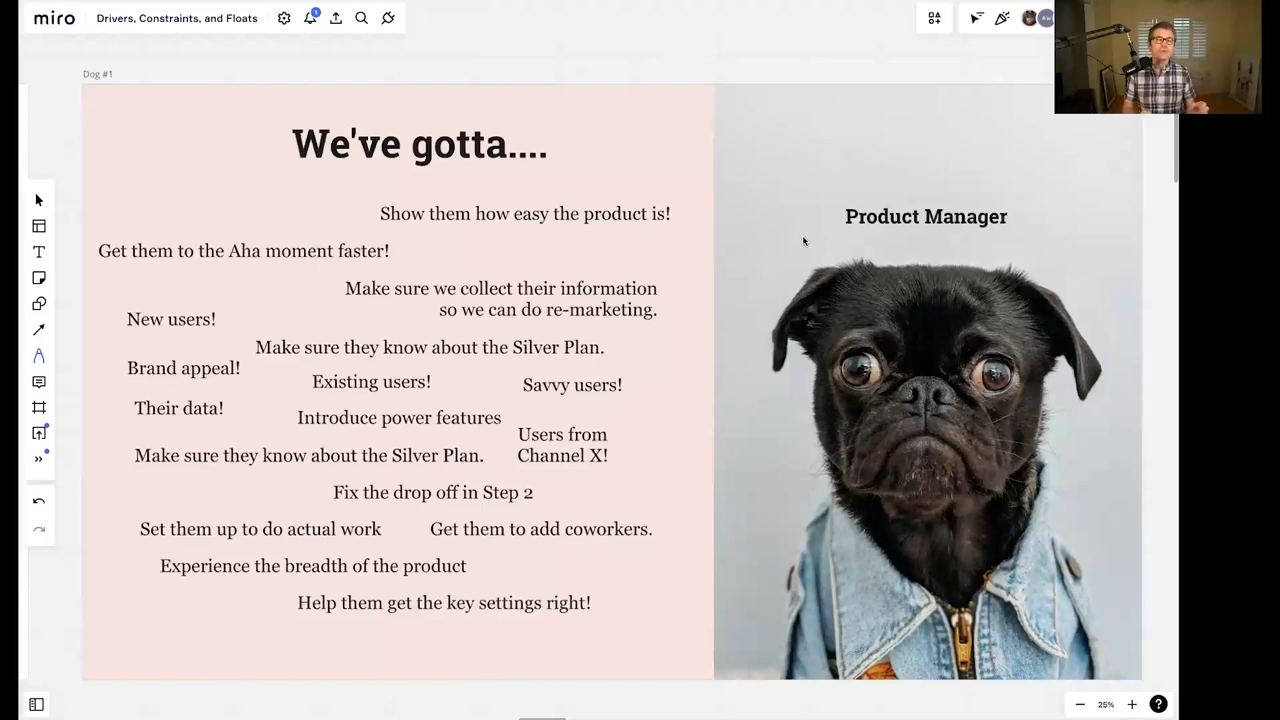 miro
Drivers, Constraints, and Floats
Dog #1
We've gotta....
Show them how easy the product is!
Get them to the Aha moment faster!
Make sure we collect their information
so we can do re-marketing.
New users!
Make sure they know about the Silver Plan.
Brand appeal!
Existing users!
Savvy users!
Their data!
Introduce power features
Users from
Channel X!
Make sure they know about the Silver Plan.
Fix the drop off in Step 2
Set them up to do actual work
Get them to add coworkers.
Experience the breadth of the product
Help them get the key settings right!
Product Manager
25%